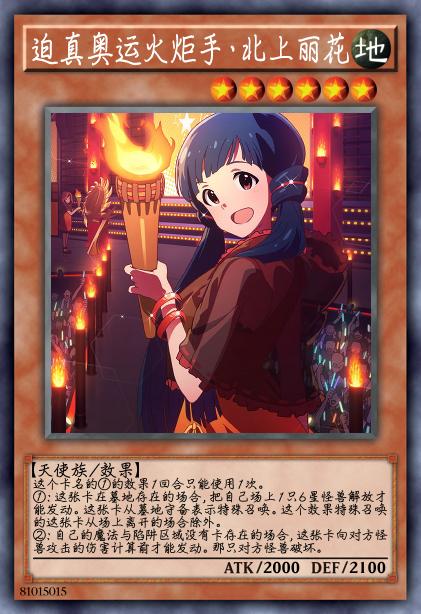 迫真奥运火炬手·北上丽花 地
【天使族/效果】
这个卡名的①的效果1回合只能使用1次。
①：这张卡在墓地存在的场合，把自己场上1只6星怪兽解放才
能发动。这张卡从墓地守备表示特殊召唤。这个效果特殊召唤
的这张卡从场上离开的场合除外。
②：自己的魔法与陷阱区域没有卡存在的场合，这张卡向对方怪
兽攻击的伤害计算前才能发动。那只对方怪兽破坏。
ATK/2000 DEF/2100
81015015